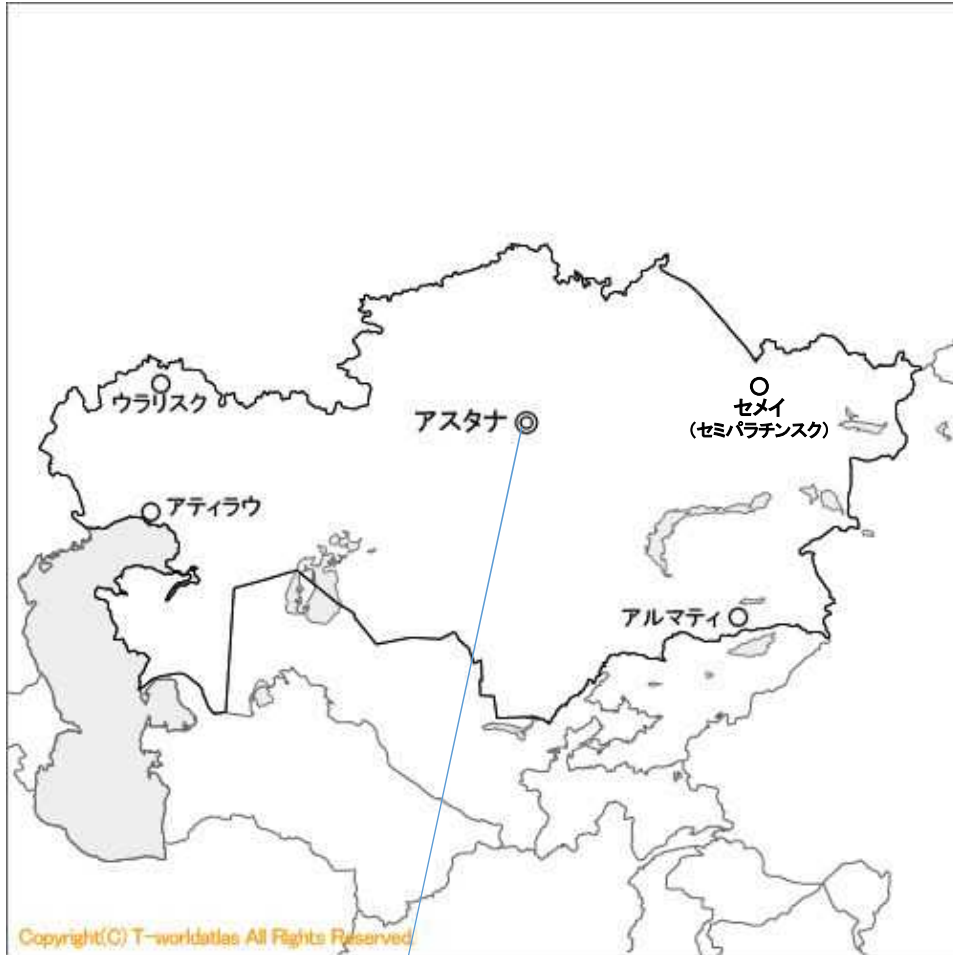 ウラリスク
アスタナ
セメイ
(セミパラチンスク)
アティラウ
アルマティ
Copyright(C) T-worldatlas All Rights Reserved.